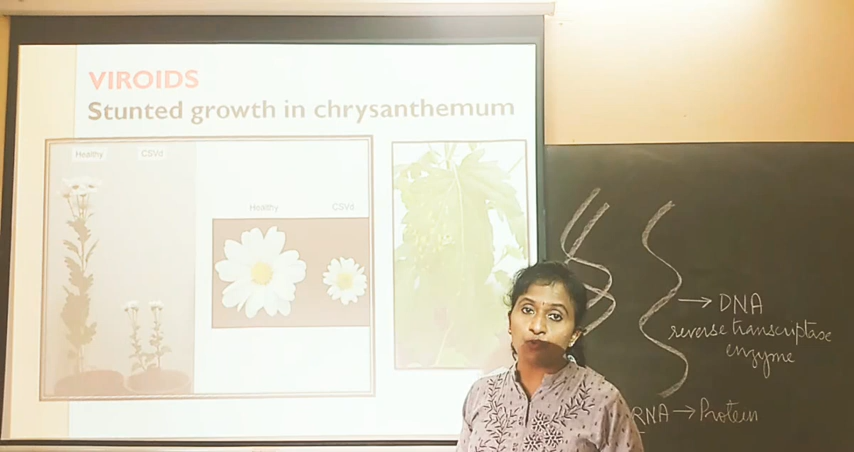 VIROIDS
Stunted growth in chrysanthemum
Healthy CSVd
Healthy CSVd
→ DNA
reverse transcriptase
enzyme
RNA → Protein